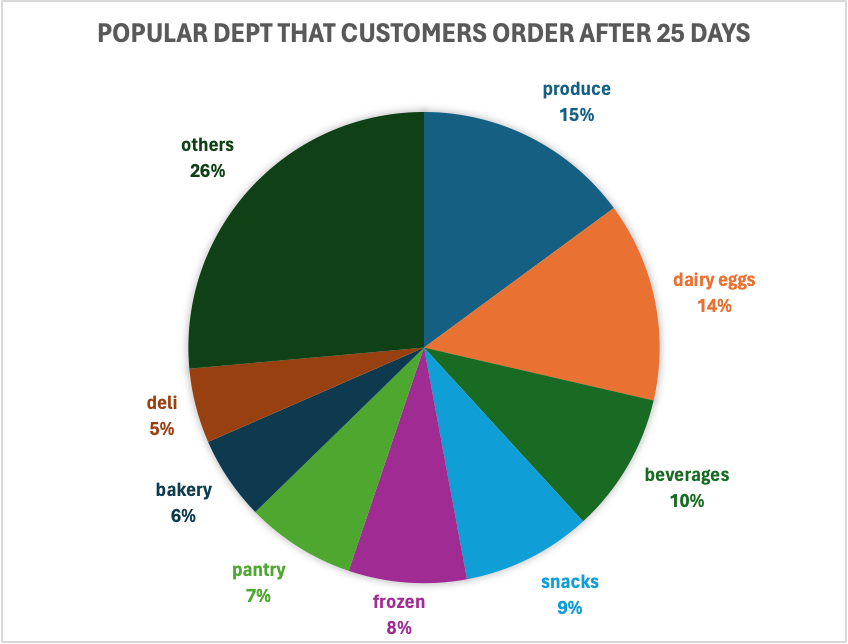 POPULAR DEPT THAT CUSTOMERS ORDER AFTER 25 DAYS
produce
15%
dairy eggs
14%
beverages
10%
snacks
9%
frozen
8%
pantry
7%
bakery
6%
deli
5%
others
26%